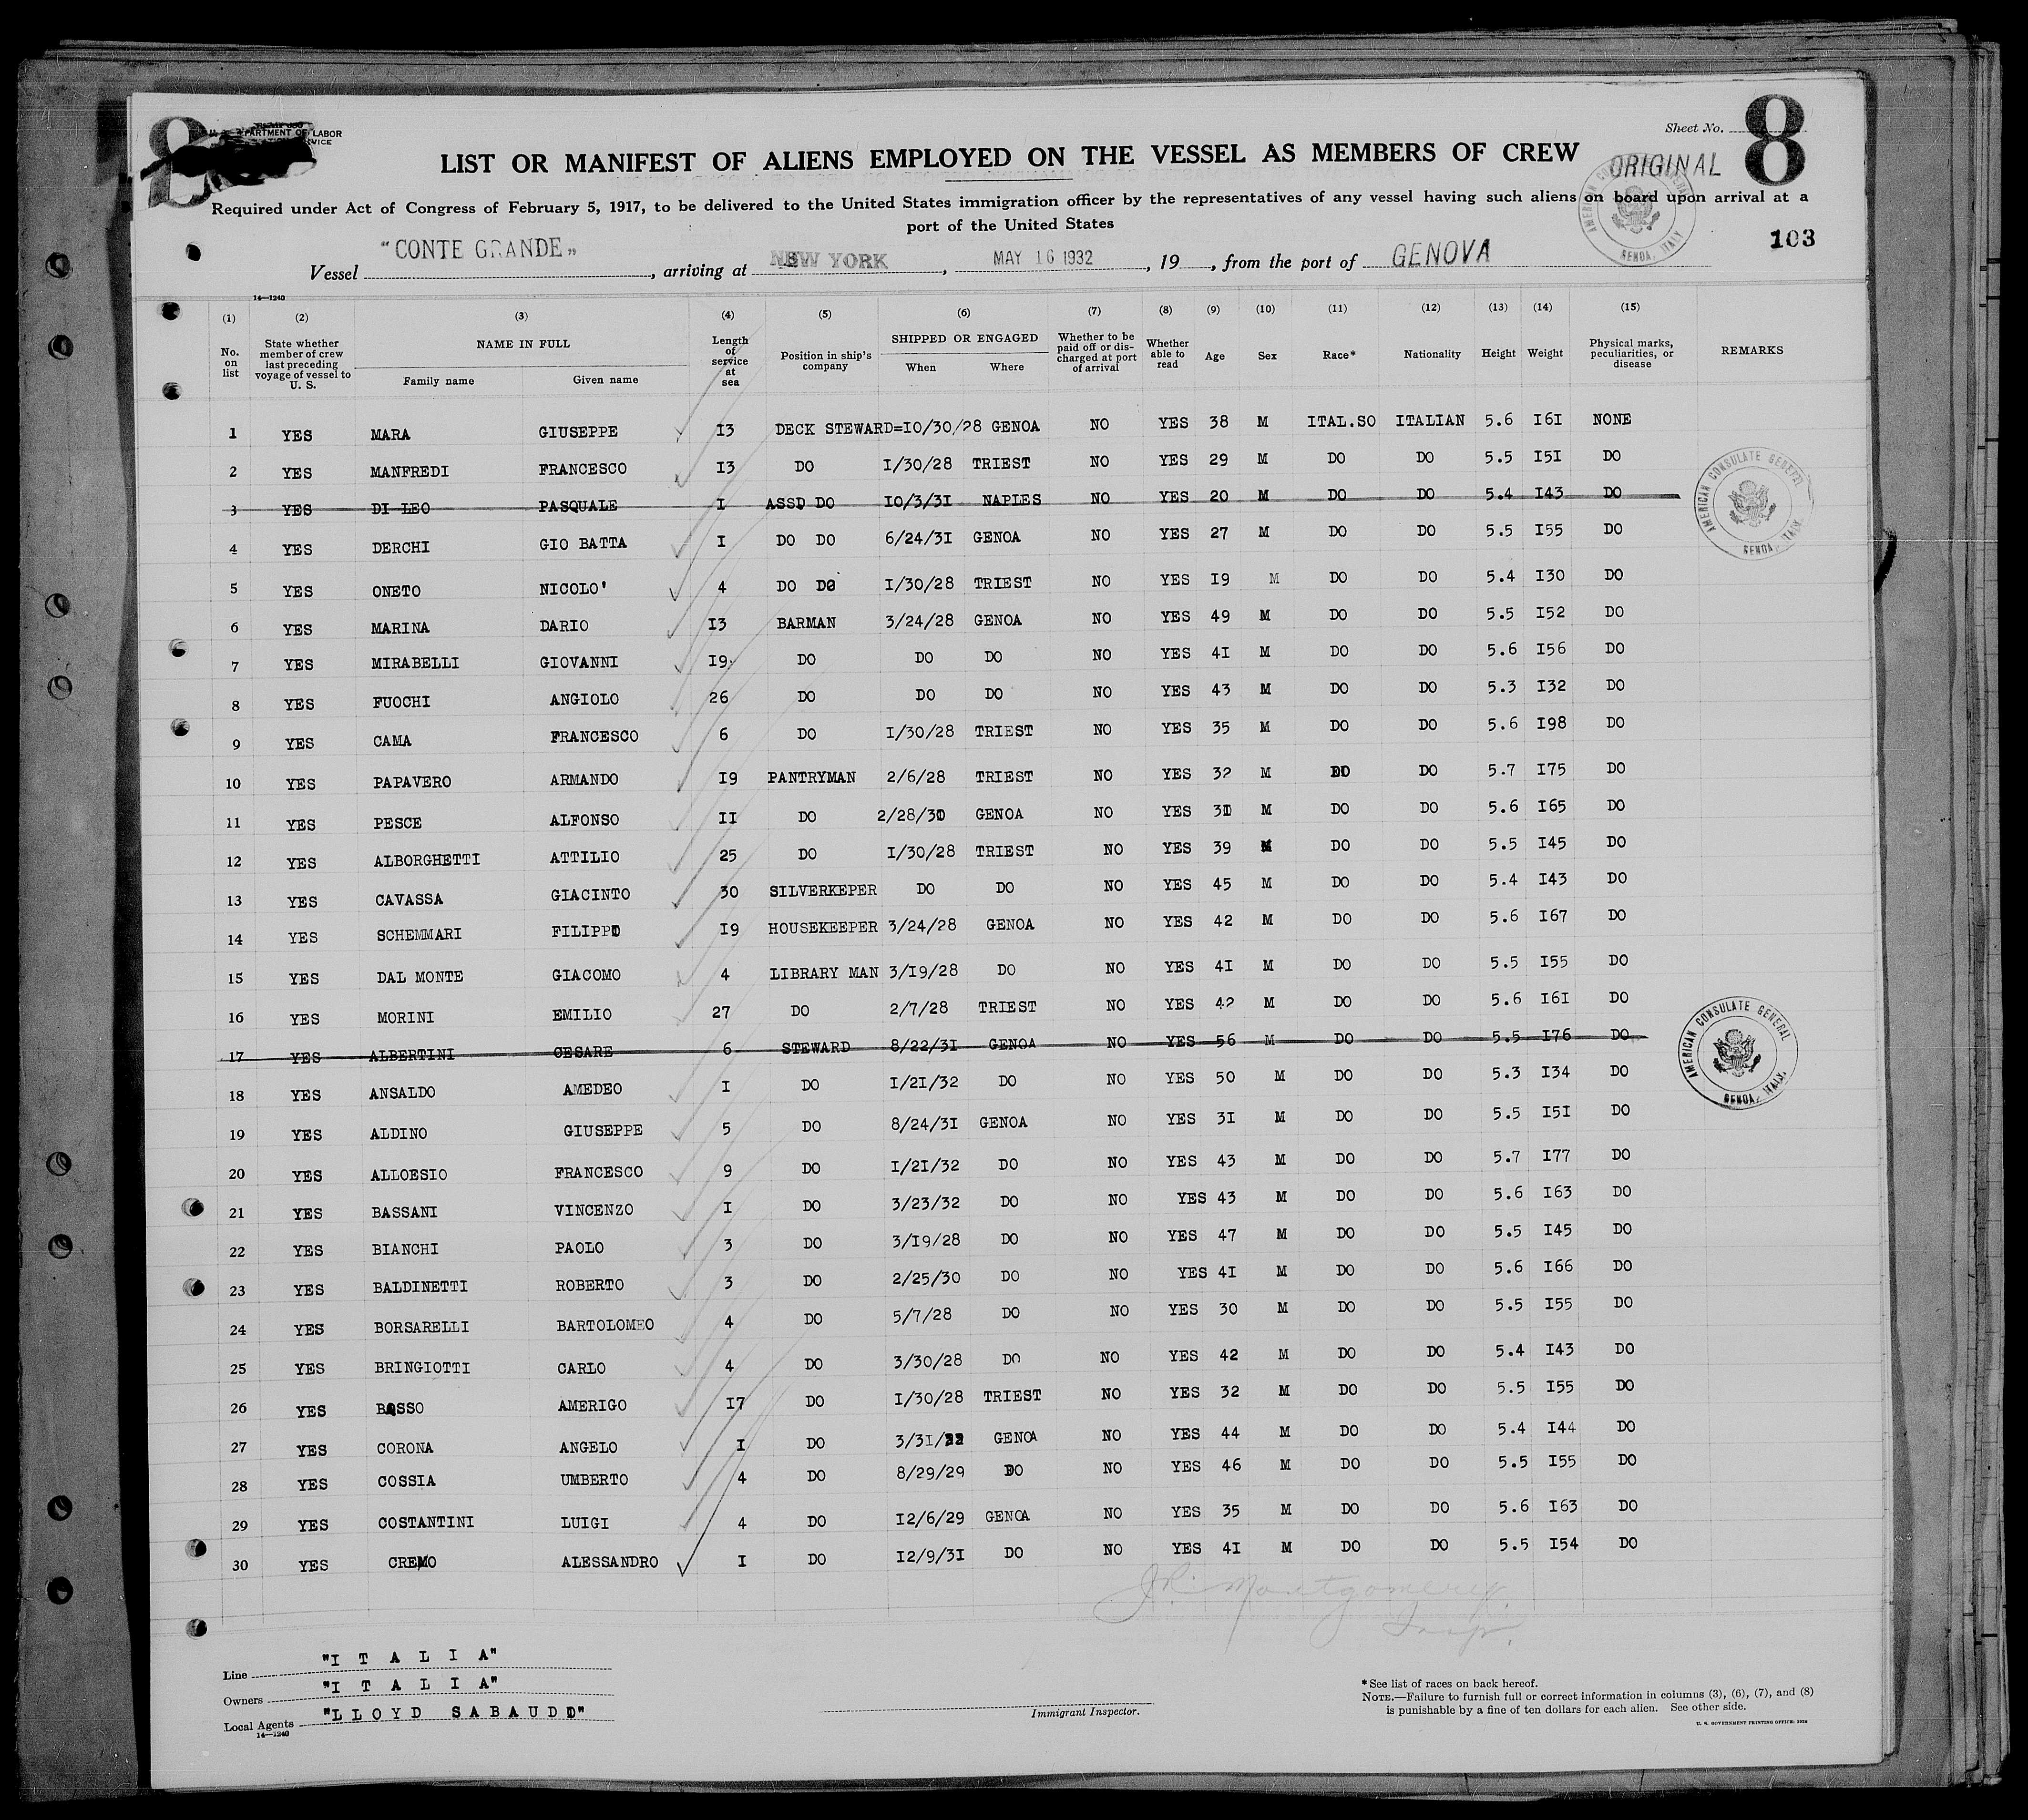 8
U. S. DEPARTMENT OF LABOR
Sheet No. 8
LIST OR MANIFEST OF ALIENS EMPLOYED ON THE VESSEL AS MEMBERS OF CREW
ORIGINAL
Required under Act of Congress of February 5, 1917, to be delivered to the United States immigration officer by the representatives of any vessel having such aliens on board upon arrival at a
port of the United States
AMERICAN CONSULATE GENERAL GENOA, ITALY
103
Vessel "CONTE GRANDE", arriving at NEW YORK, MAY 16 1932, 19, from the port of GENOVA
14—1240
(1) (2) (3) (4) (5) (6) (7) (8) (9) (10) (11) (12) (13) (14) (15)
No. on list State whether member of crew last preceding voyage of vessel to U. S. NAME IN FULL Family name Given name Length of service at sea Position in ship's company SHIPPED OR ENGAGED When Where Whether to be paid off or discharged at port of arrival Whether able to read Age Sex Race* Nationality Height Weight Physical marks, peculiarities, or disease REMARKS
1 YES MARA GIUSEPPE 13 DECK STEWARD=10/30/28 GENOA NO YES 38 M ITAL.SO ITALIAN 5.6 161 NONE
2 YES MANFREDI FRANCESCO 13 DO 1/30/28 TRIEST NO YES 29 M DO DO 5.5 151 DO
3 YES DI LEO PASQUALE 1 ASSD DO 10/3/31 NAPLES NO YES 20 M DO DO 5.4 143 DO
AMERICAN CONSULATE GENERAL GENOA, ITALY
4 YES DERCHI GIO BATTA 1 DO DO 6/24/31 GENOA NO YES 27 M DO DO 5.5 155 DO
5 YES ONETO NICOLO' 4 DO DO 1/30/28 TRIEST NO YES 19 M DO DO 5.4 130 DO
6 YES MARINA DARIO 13 BARMAN 3/24/28 GENOA NO YES 49 M DO DO 5.5 152 DO
7 YES MIRABELLI GIOVANNI 19 DO DO DO NO YES 41 M DO DO 5.6 156 DO
8 YES FUOCHI ANGIOLO 26 DO DO DO NO YES 43 M DO DO 5.3 132 DO
9 YES CAMA FRANCESCO 6 DO 1/30/28 TRIEST NO YES 35 M DO DO 5.6 198 DO
10 YES PAPAVERO ARMANDO 19 PANTRYMAN 2/6/28 TRIEST NO YES 32 M DO DO 5.7 175 DO
11 YES PESCE ALFONSO 11 DO 2/28/30 GENOA NO YES 31 M DO DO 5.6 165 DO
12 YES ALBORGHETTI ATTILIO 25 DO 1/30/28 TRIEST NO YES 39 M DO DO 5.5 145 DO
13 YES CAVASSA GIACINTO 30 SILVERKEPER DO DO NO YES 45 M DO DO 5.4 143 DO
14 YES SCHEMMARI FILIPPO 19 HOUSEKEEPER 3/24/28 GENOA NO YES 42 M DO DO 5.6 167 DO
15 YES DAL MONTE GIACOMO 4 LIBRARY MAN 3/19/28 DO NO YES 41 M DO DO 5.5 155 DO
16 YES MORINI EMILIO 27 DO 2/7/28 TRIEST NO YES 42 M DO DO 5.6 161 DO
17 YES ALBERTINI CESARE 6 STEWARD 8/22/31 GENOA NO YES 56 M DO DO 5.5 176 DO
AMERICAN CONSULATE GENERAL GENOA, ITALY
18 YES ANSALDO AMEDEO 1 DO 1/21/32 DO NO YES 50 M DO DO 5.3 134 DO
19 YES ALDINO GIUSEPPE 5 DO 8/24/31 GENOA NO YES 31 M DO DO 5.5 151 DO
20 YES ALLOESIO FRANCESCO 9 DO 1/21/32 DO NO YES 43 M DO DO 5.7 177 DO
21 YES BASSANI VINCENZO 1 DO 3/23/32 DO NO YES 43 M DO DO 5.6 163 DO
22 YES BIANCHI PAOLO 3 DO 3/19/28 DO NO YES 47 M DO DO 5.5 145 DO
23 YES BALDINETTI ROBERTO 3 DO 2/25/30 DO NO YES 41 M DO DO 5.6 166 DO
24 YES BORSARELLI BARTOLOMEO 4 DO 5/7/28 DO NO YES 30 M DO DO 5.5 155 DO
25 YES BRINGIOTTI CARLO 4 DO 3/30/28 DO NO YES 42 M DO DO 5.4 143 DO
26 YES BASSO AMERIGO 17 DO 1/30/28 TRIEST NO YES 32 M DO DO 5.5 155 DO
27 YES CORONA ANGELO 1 DO 3/31/32 GENOA NO YES 44 M DO DO 5.4 144 DO
28 YES COSSIA UMBERTO 4 DO 8/29/29 DO NO YES 46 M DO DO 5.5 155 DO
29 YES COSTANTINI LUIGI 4 DO 12/6/29 GENOA NO YES 35 M DO DO 5.6 163 DO
30 YES CREMO ALESSANDRO 1 DO 12/9/31 DO NO YES 41 M DO DO 5.5 154 DO
J.R. Montgomery
Insp.
Line "I T A L I A"
Owners "I T A L I A"
Local Agents "LLOYD SABAUDO"
14—1240
Immigrant Inspector.
* See list of races on back hereof.
NOTE.—Failure to furnish full or correct information in columns (3), (6), (7), and (8)
is punishable by a fine of ten dollars for each alien. See other side.
U. S. GOVERNMENT PRINTING OFFICE: 1929